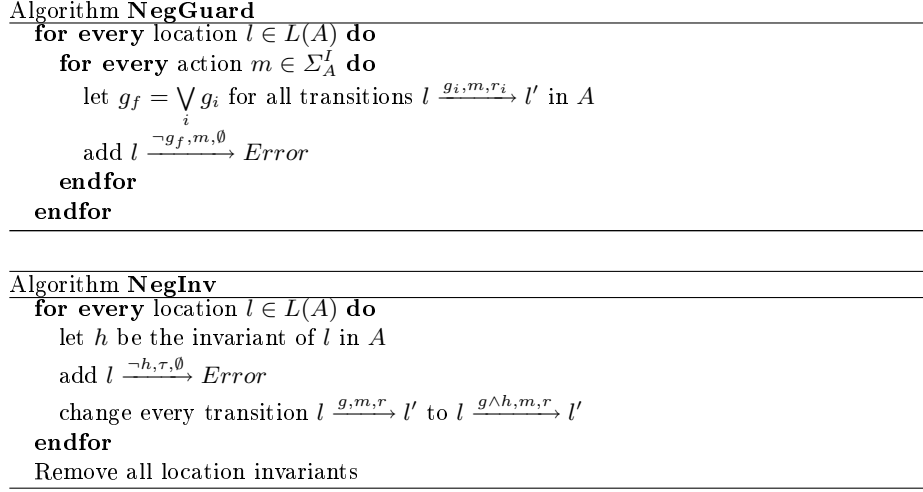 Algorithm NegGuard
for every location l ∈ L(A) do
for every action m ∈ Σ_A^I do
let g_f = ⋁_i g_i for all transitions l —g_i,m,r_i→ l′ in A
add l —¬g_f,m,∅→ Error
endfor
endfor
Algorithm NegInv
for every location l ∈ L(A) do
let h be the invariant of l in A
add l —¬h,τ,∅→ Error
change every transition l —g,m,r→ l′ to l —g∧h,m,r→ l′
endfor
Remove all location invariants